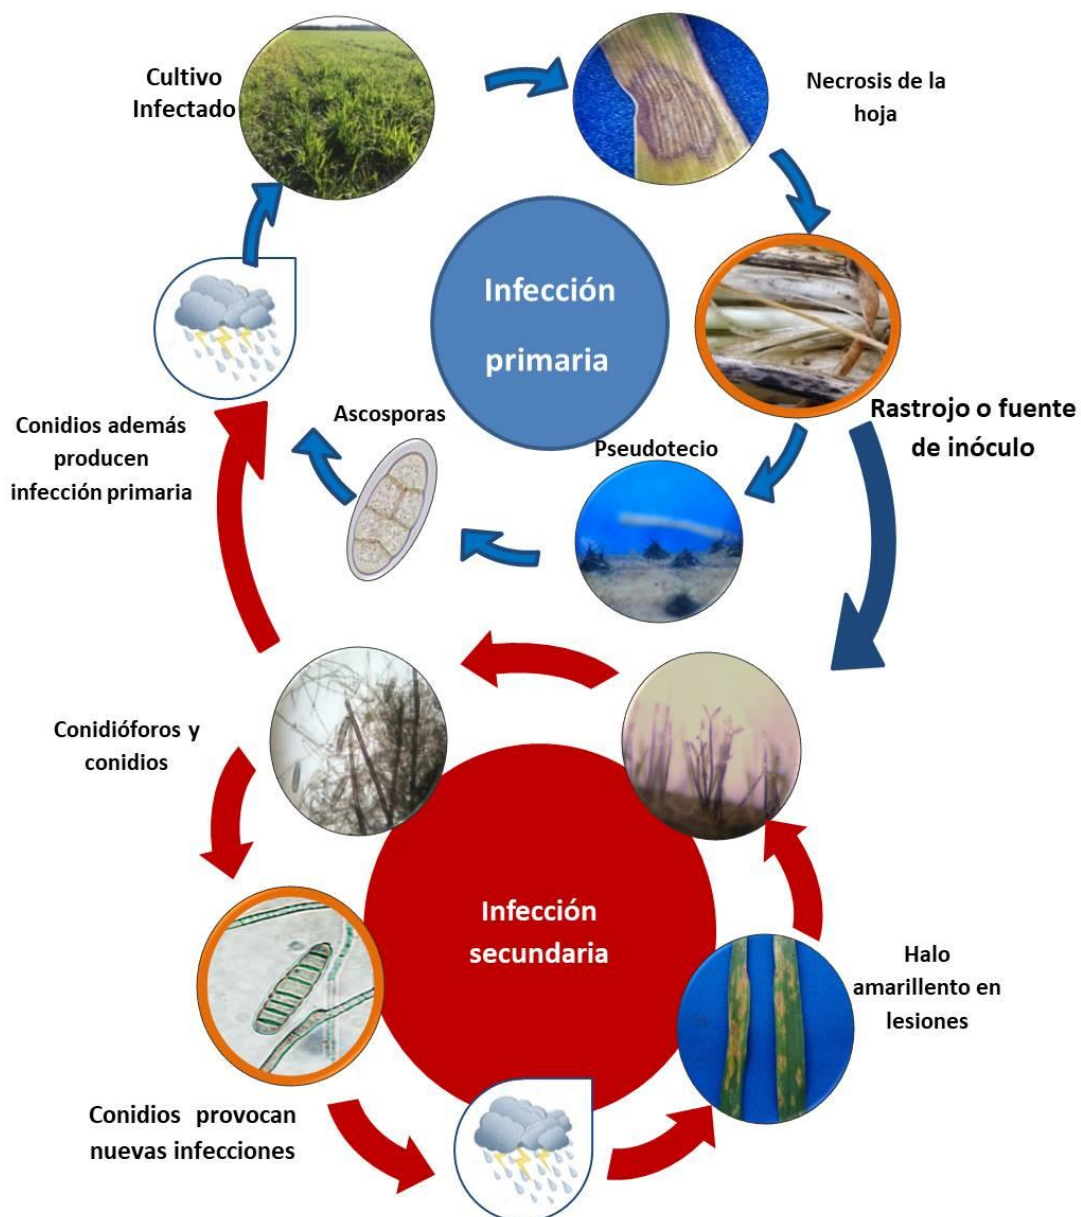 Cultivo
Infectado
Necrosis de la
hoja
Infección
primaria
Rastrojo o fuente
de inóculo
Pseudotecio
Ascosporas
Conidios además
producen
infección primaria
Conidióforos y
conidios
Infección
secundaria
Halo
amarillento en
lesiones
Conidios provocan
nuevas infecciones